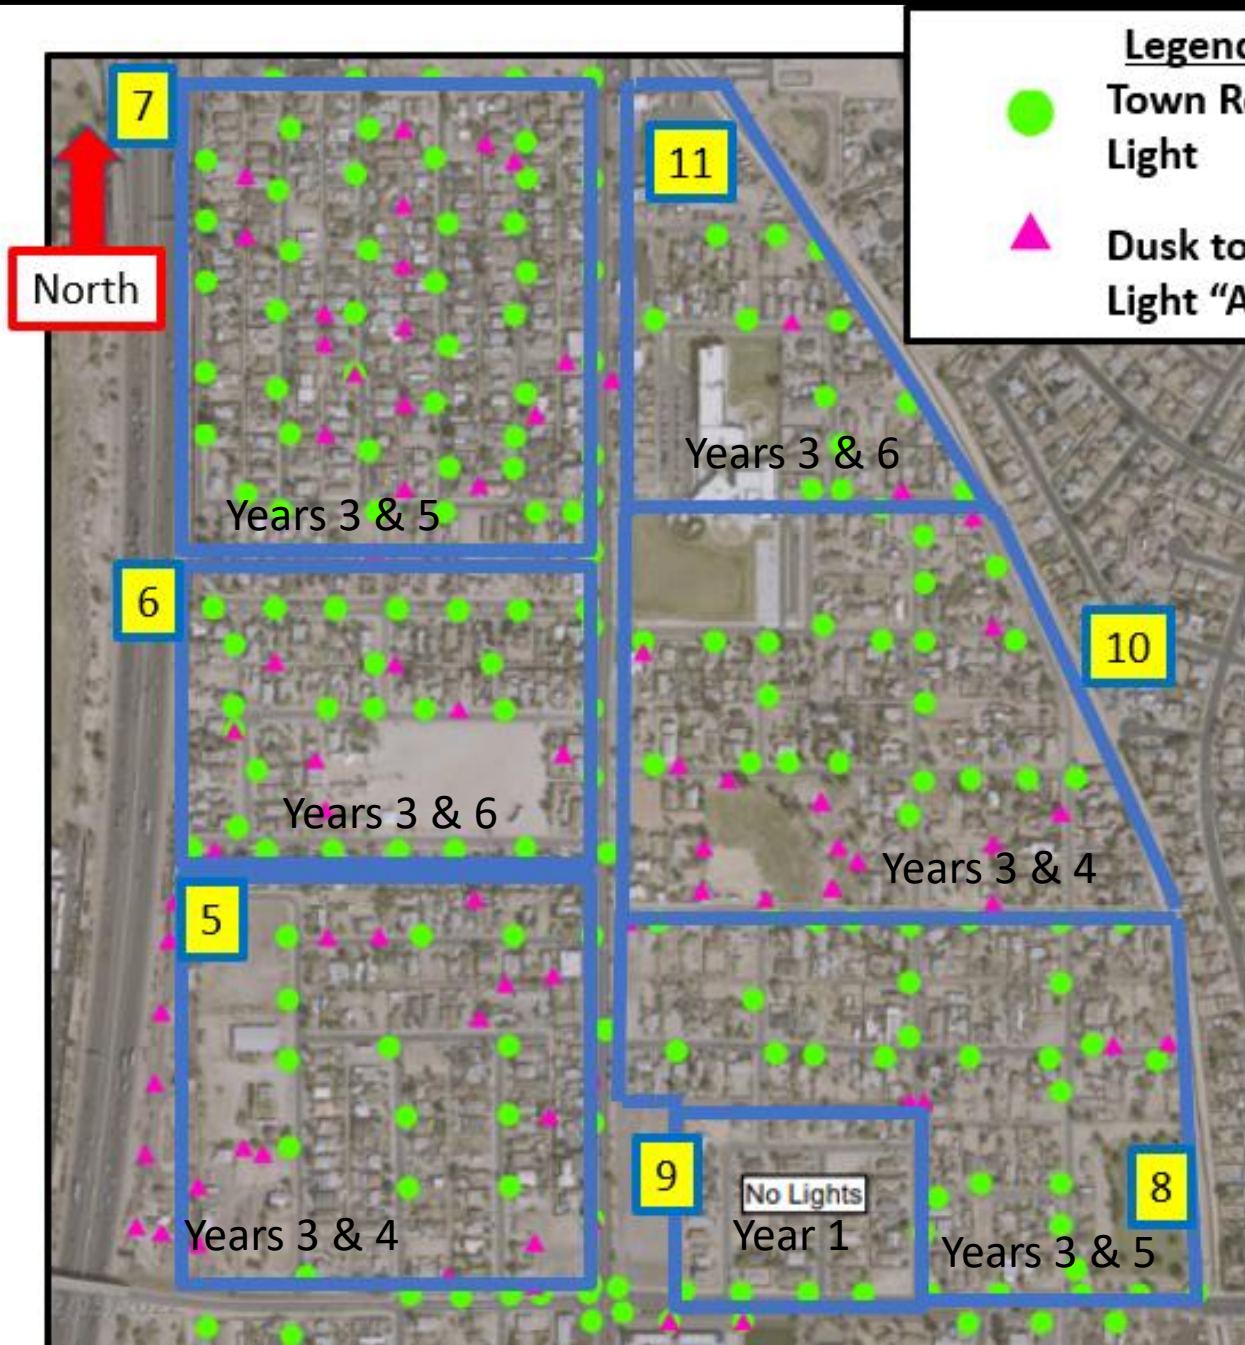 Legend
Town R
Light
Dusk to
Light “A
7
11
North
Years 3 & 6
Years 3 & 5
6
10
Years 3 & 6
Years 3 & 4
5
9
No Lights
Year 1
8
Years 3 & 4
Years 3 & 5